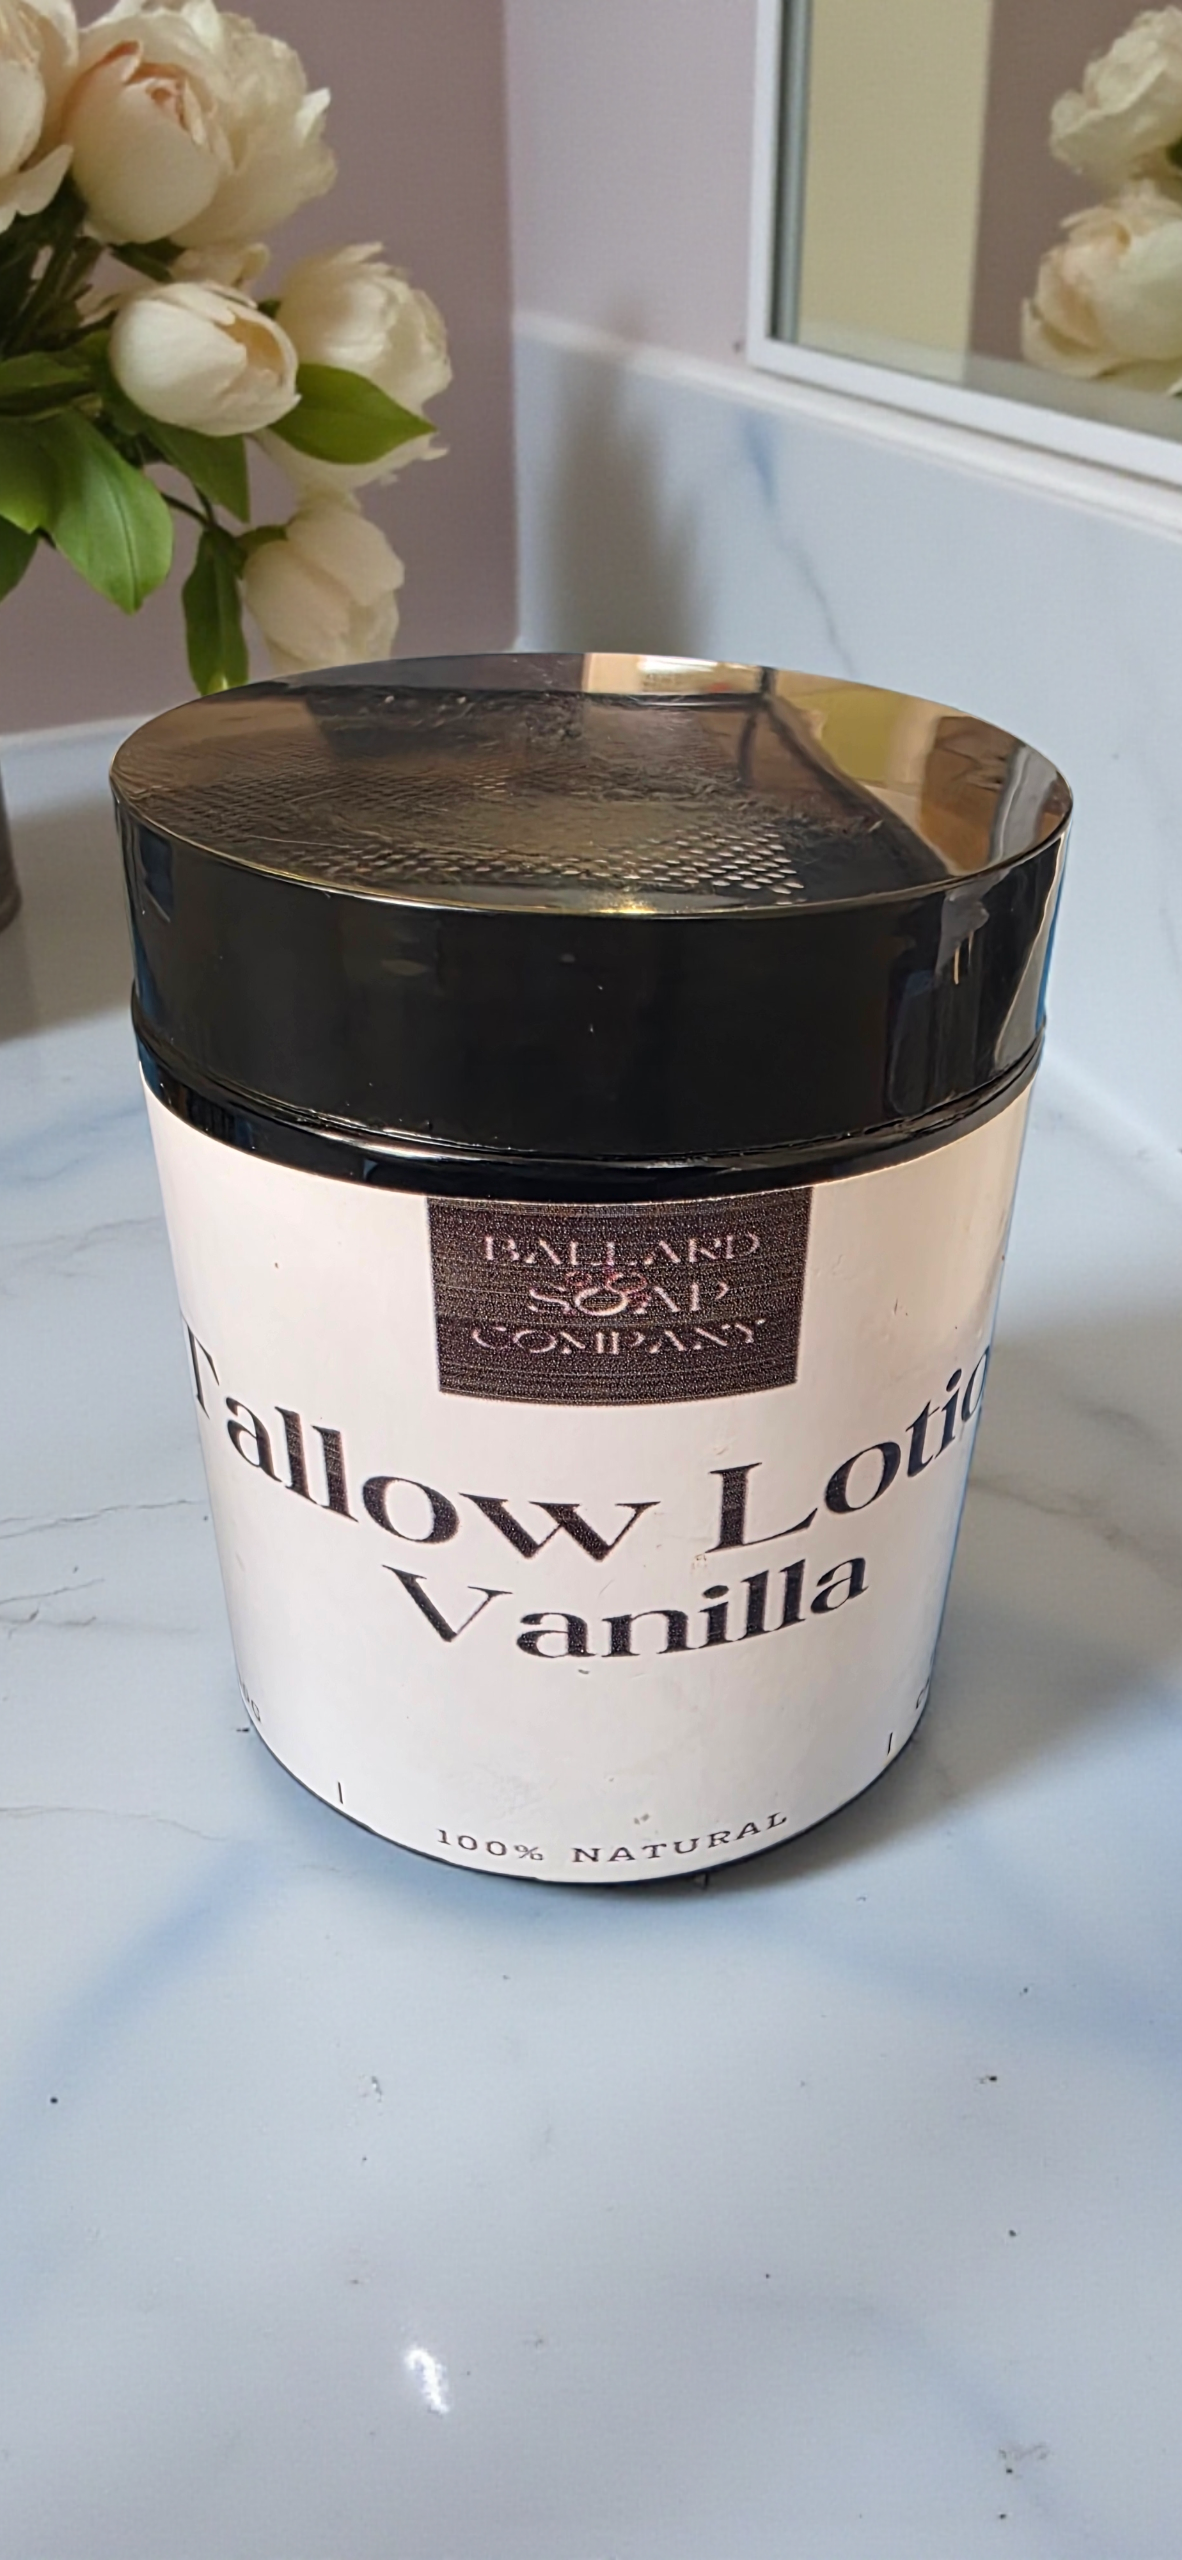 BALLARD
SOAP
COMPANY
Tallow Lotio
Vanilla
100% NATURAL